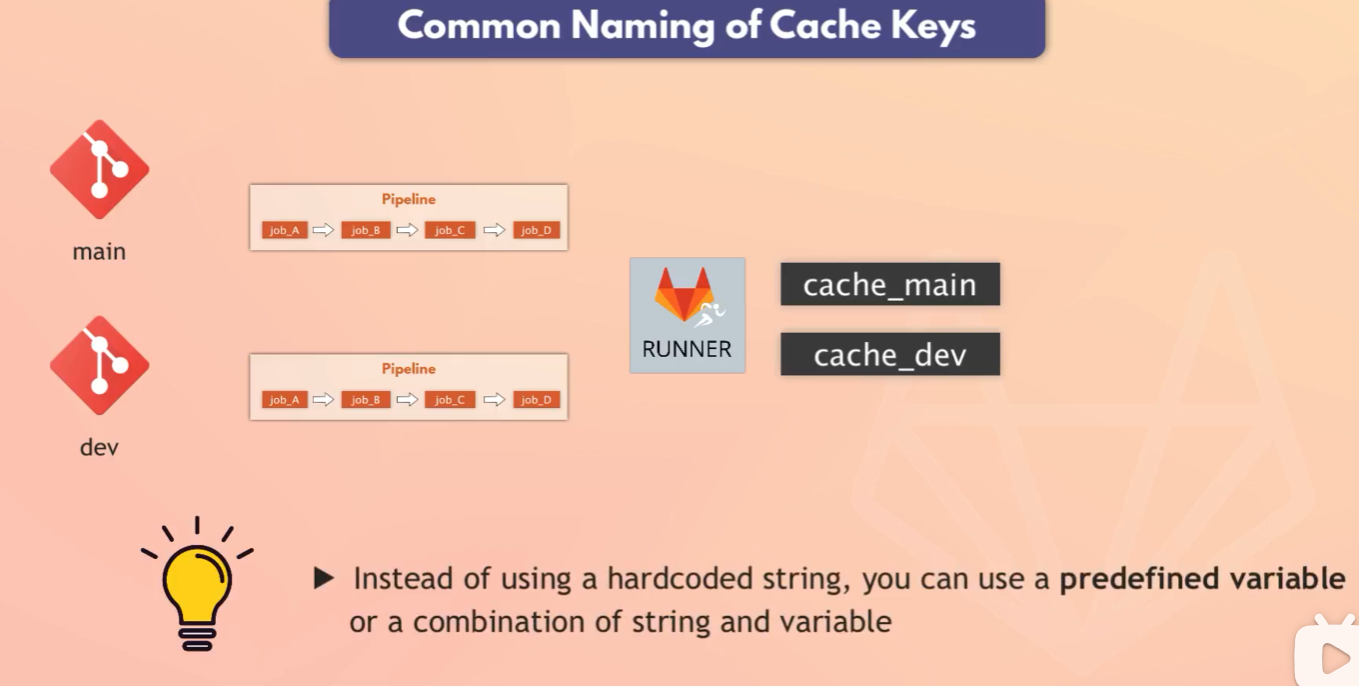 Common Naming of Cache Keys
main
Pipeline
job_A job_B job_C job_D
RUNNER
cache_main
cache_dev
dev
Pipeline
job_A job_B job_C job_D
Instead of using a hardcoded string, you can use a predefined variable
or a combination of string and variable